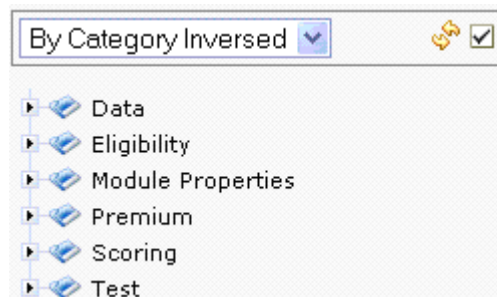 By Category Inversed
Data
Eligibility
Module Properties
Premium
Scoring
Test